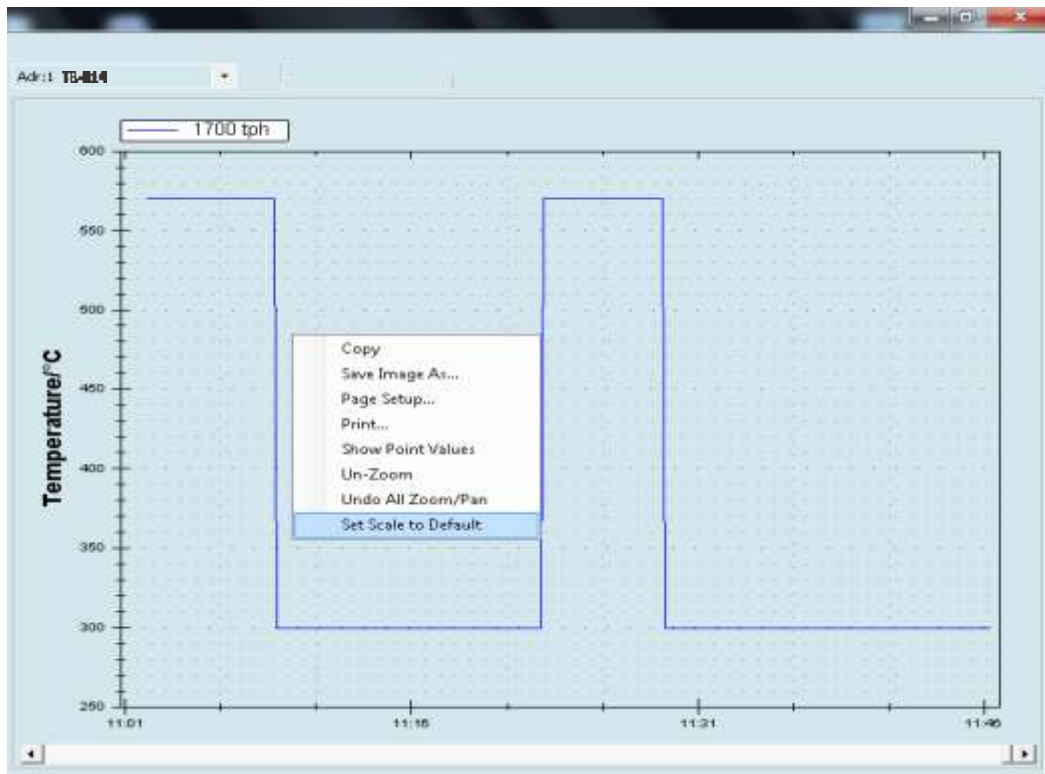 Adr:1
1700 tph
600
550
500
450
400
350
300
250
Temperature/°C
Copy
Save Image As...
Page Setup...
Print...
Show Point Values
Un-Zoom
Undo All Zoom/Pan
Set Scale to Default
11:01
11:16
11:31
11:46